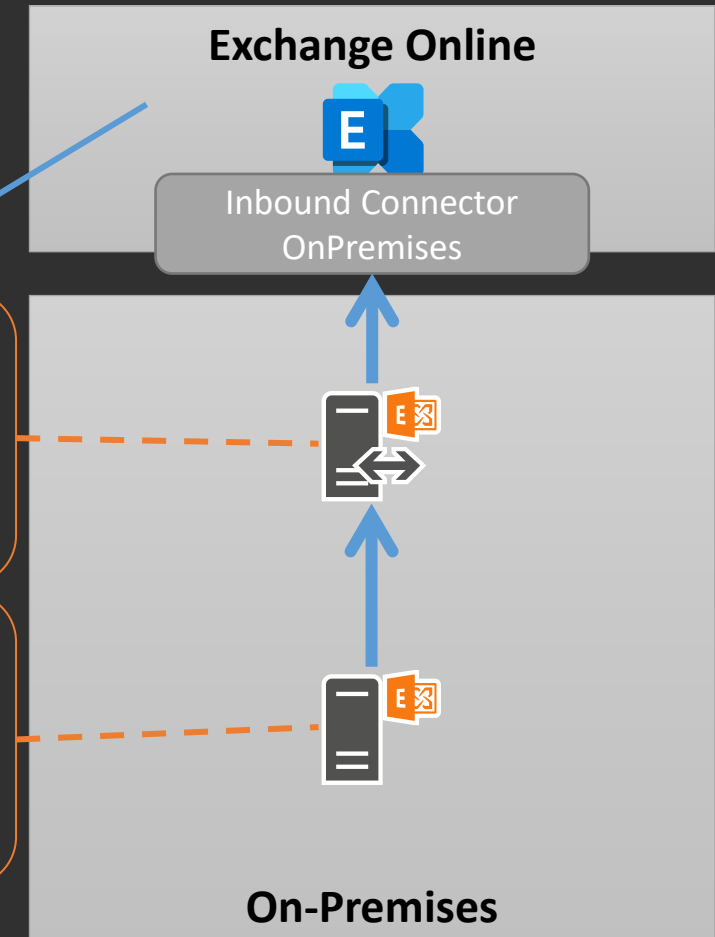 Exchange Online
E
Inbound Connector
OnPremises
E
E
On-Premises